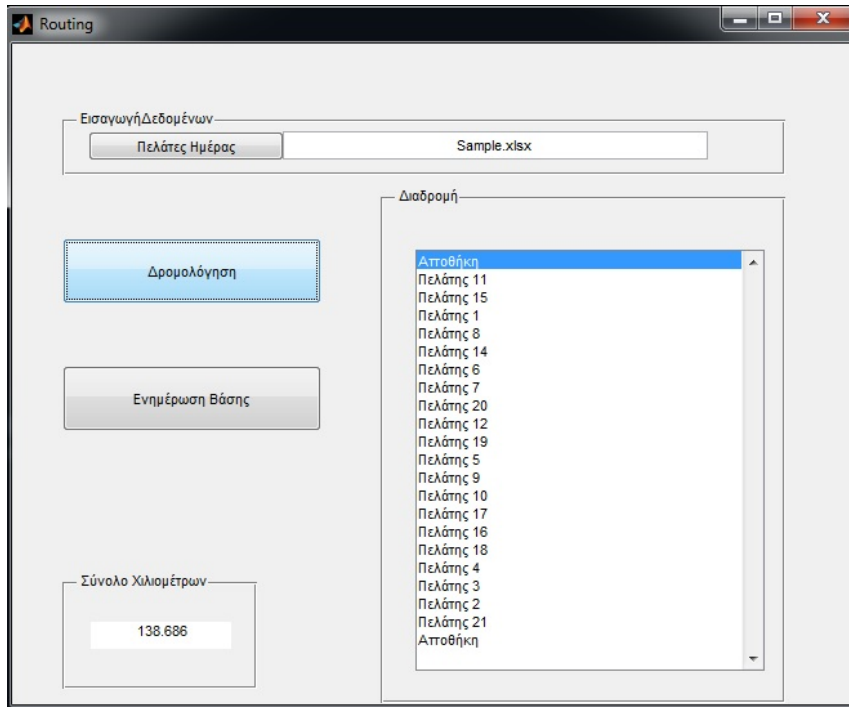 Routing
ΕισαγωγήΔεδομένων
Πελάτες Ημέρας
Sample.xlsx
Διαδρομή
Δρομολόγηση
Ενημέρωση Βάσης
Αποθήκη
Πελάτης 11
Πελάτης 15
Πελάτης 1
Πελάτης 8
Πελάτης 14
Πελάτης 6
Πελάτης 7
Πελάτης 20
Πελάτης 12
Πελάτης 19
Πελάτης 5
Πελάτης 9
Πελάτης 10
Πελάτης 17
Πελάτης 16
Πελάτης 18
Πελάτης 4
Πελάτης 3
Πελάτης 2
Πελάτης 21
Αποθήκη
Σύνολο Χιλιομέτρων
138.686